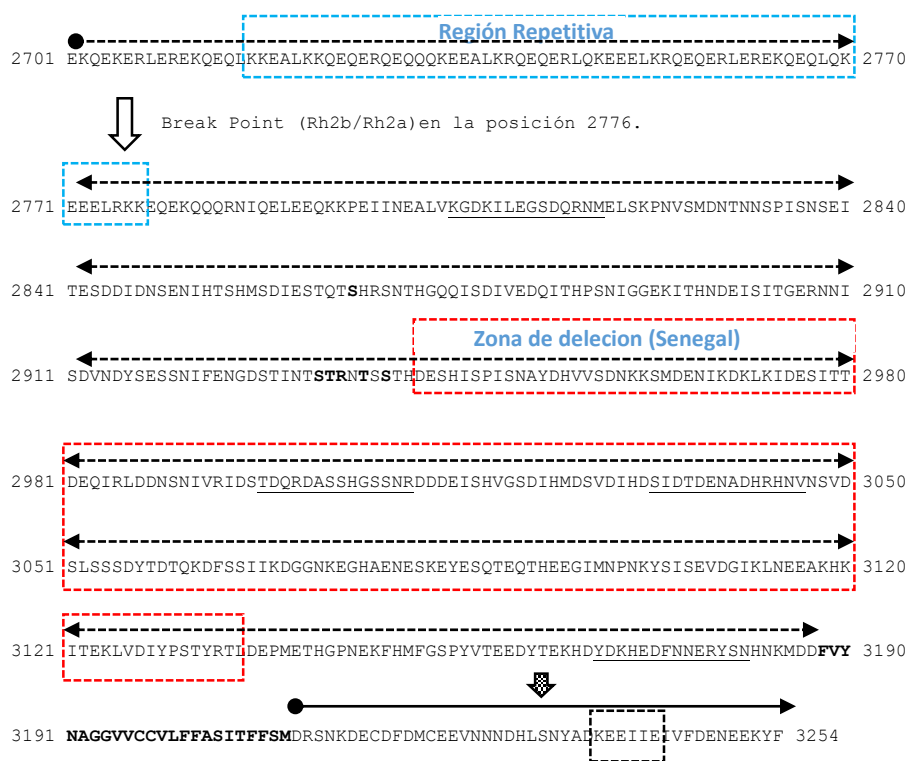 Región Repetitiva
2701 EKQEKERLEREKQEQLKKEALKKQEQERQEQQQKEEALKRQEQERLQKEEELKRQEQERLEREKQEQLQK 2770
Break Point (Rh2b/Rh2a)en la posición 2776.
2771 EEELRKKEQEKQQQRNIQELEEQKKPEIINEALVKGDKILEGSDQRNMELSKPNVSMDNTNNSPISNSEI 2840
2841 TESDDIDNSENIHTSHMSDIESTQTSHRSNTHGQQISDIVEDQITHPSNIGGEKITHNDEISITGERNNI 2910
Zona de delecion (Senegal)
2911 SDVNDYSESSNIFENGDSTINTSTRNTSSTHDESHISPISNAYDHVVSDNKKSMDENIKDKLKIDESITT 2980
2981 DEQIRLDDNSNIVRIDSTDQRDASSHGSSNRDDDEISHVGSDIHMDSVDIHDSIDTDENADHRHNVNSVD 3050
3051 SLSSSDYTDTQKDFSSIIKDGGNKEGHAENESKEYESQTEQTHEEGIMNPNKYSISEVDGIKLNEEAKHK 3120
3121 ITEKLVDIYPSTYRTLDEPMETHGPNEKFHMFGSPYVTEEDYTEKHDYDKHEDFNNERYSNHNKMDDFVY 3190
3191 NAGGVVCCVLFFASITFFSMDRSNKDECDFDMCEEVNNNDHLSNYADKEEIIEIVFDENEEKYF 3254